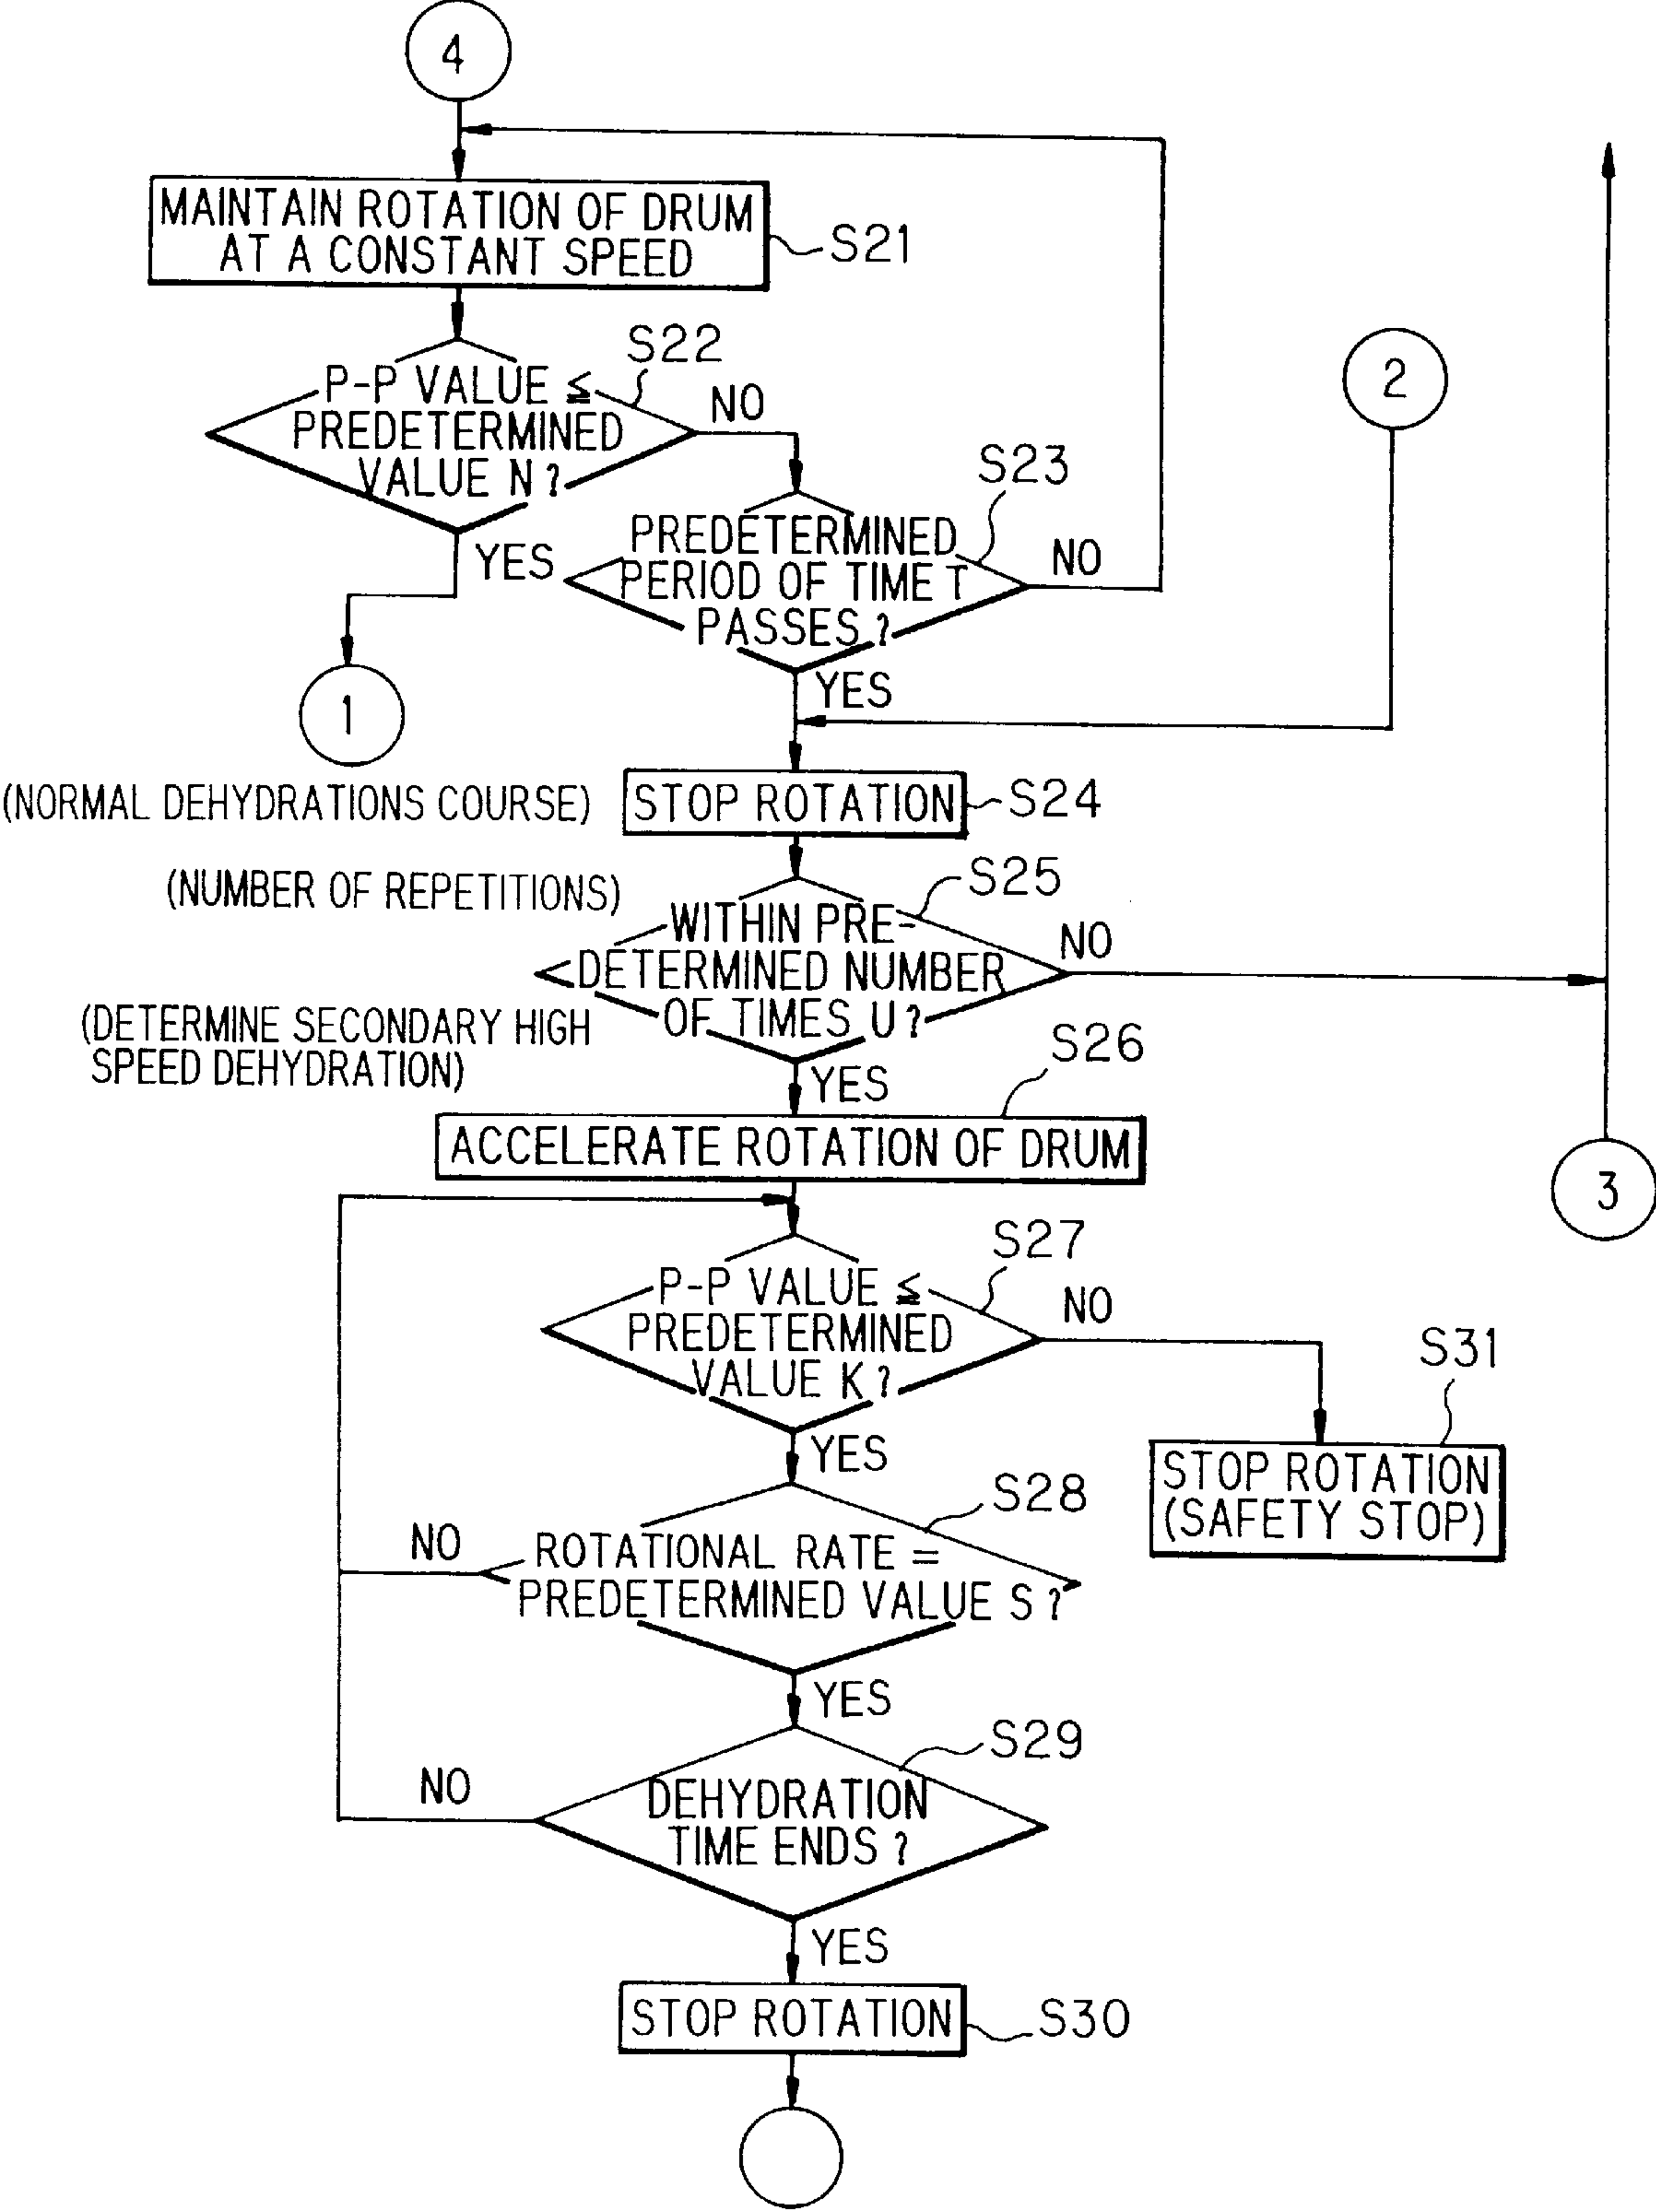 4
MAINTAIN ROTATION OF DRUM
AT A CONSTANT SPEED
S21
S22
P-P VALUE ≦
PREDETERMINED
VALUE N ?
NO
YES
2
S23
PREDETERMINED
PERIOD OF TIME T
PASSES ?
NO
YES
1
(NORMAL DEHYDRATIONS COURSE)
STOP ROTATION
S24
(NUMBER OF REPETITIONS)
S25
WITHIN PRE-
DETERMINED NUMBER
OF TIMES U ?
NO
YES
(DETERMINE SECONDARY HIGH
SPEED DEHYDRATION)
S26
ACCELERATE ROTATION OF DRUM
3
S27
P-P VALUE ≦
PREDETERMINED
VALUE K ?
NO
YES
S31
STOP ROTATION
(SAFETY STOP)
S28
ROTATIONAL RATE =
PREDETERMINED VALUE S ?
NO
YES
S29
DEHYDRATION
TIME ENDS ?
NO
YES
STOP ROTATION
S30